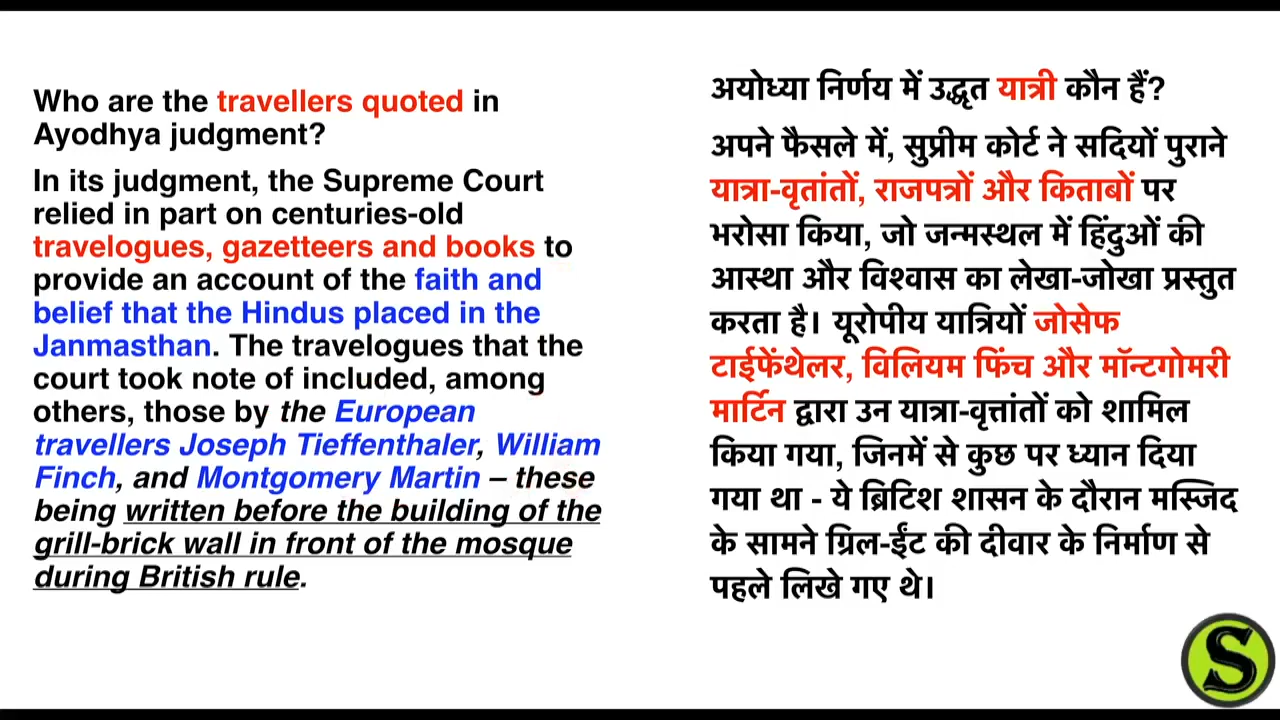 Who are the travellers quoted in
Ayodhya judgment?
In its judgment, the Supreme Court
relied in part on centuries-old
travelogues, gazetteers and books to
provide an account of the faith and
belief that the Hindus placed in the
Janmasthan. The travelogues that the
court took note of included, among
others, those by the European
travellers Joseph Tieffenthaler, William
Finch, and Montgomery Martin – these
being written before the building of the
grill-brick wall in front of the mosque
during British rule.
अयोध्या निर्णय में उद्धृत यात्री कौन हैं?
अपने फैसले में, सुप्रीम कोर्ट ने सदियों पुराने
यात्रा-वृतांतों, राजपत्रों और किताबों पर
भरोसा किया, जो जन्मस्थल में हिंदुओं की
आस्था और विश्वास का लेखा-जोखा प्रस्तुत
करता है। यूरोपीय यात्रियों जोसेफ
टाईफेंथेलर, विलियम फिंच और मॉन्टगोमरी
मार्टिन द्वारा उन यात्रा-वृत्तांतों को शामिल
किया गया, जिनमें से कुछ पर ध्यान दिया
गया था - ये ब्रिटिश शासन के दौरान मस्जिद
के सामने ग्रिल-ईंट की दीवार के निर्माण से
पहले लिखे गए थे।
S